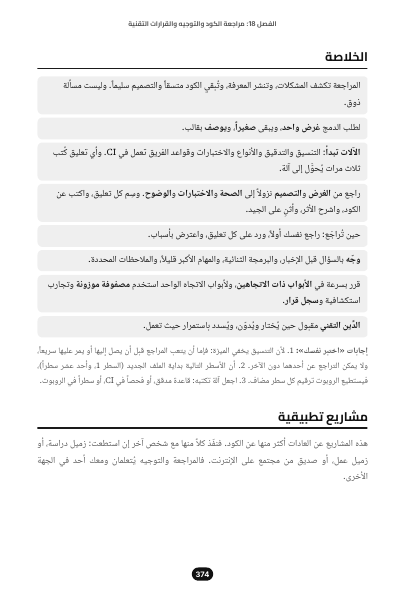 الفصل 18: مراجعة الكود والتوجيه والقرارات التقنية
الخلاصة
المراجعة تكشف المشكلات، وتنشر المعرفة، وتُبقي الكود متسقاً والتصميم سليماً. وليست مسألة
ذوق.
لطلب الدمج غرض واحد، ويبقى صغيراً، ويوصف بقالب.
الآلات تبدأ: التنسيق والتدقيق والأنواع والاختبارات وقواعد الفريق تعمل في CI. وأي تعليق كُتب
ثلاث مرات يُحوَّل إلى آلة.
راجع من الغرض والتصميم نزولاً إلى الصحة والاختبارات والوضوح. وسِم كل تعليق، واكتب عن
الكود، واشرح الأثر، وأثنِ على الجيد.
حين تُراجَع: راجع نفسك أولاً، ورد على كل تعليق، واعترض بأسباب.
وجّه بالسؤال قبل الإخبار، والبرمجة الثنائية، والمهام الأكبر قليلاً، والملاحظات المحددة.
قرر بسرعة في الأبواب ذات الاتجاهين، ولأبواب الاتجاه الواحد استخدم مصفوفة موزونة وتجارب
استكشافية وسجل قرار.
الدَّين التقني مقبول حين يُختار ويُدوَّن، ويُسدد باستمرار حيث تعمل.
إجابات «اختبر نفسك»: 1. لأن التنسيق يخفي الميزة: فإما أن يتعب المراجع قبل أن يصل إليها أو يمر عليها سريعاً،
ولا يمكن التراجع عن أحدهما دون الآخر. 2. أن الأسطر التالية بداية الملف الجديد (السطر 1، وأحد عشر سطراً)،
فيستطيع الروبوت ترقيم كل سطر مضاف. 3. اجعل آلة تكتبه: قاعدة مدقق، أو فحصاً في CI، أو سطراً في الروبوت.
مشاريع تطبيقية
هذه المشاريع عن العادات أكثر منها عن الكود. فنفّذ كلاً منها مع شخص آخر إن استطعت: زميل دراسة، أو
زميل عمل، أو صديق من مجتمع على الإنترنت. فالمراجعة والتوجيه يُتعلمان ومعك أحد في الجهة
الأخرى.
374